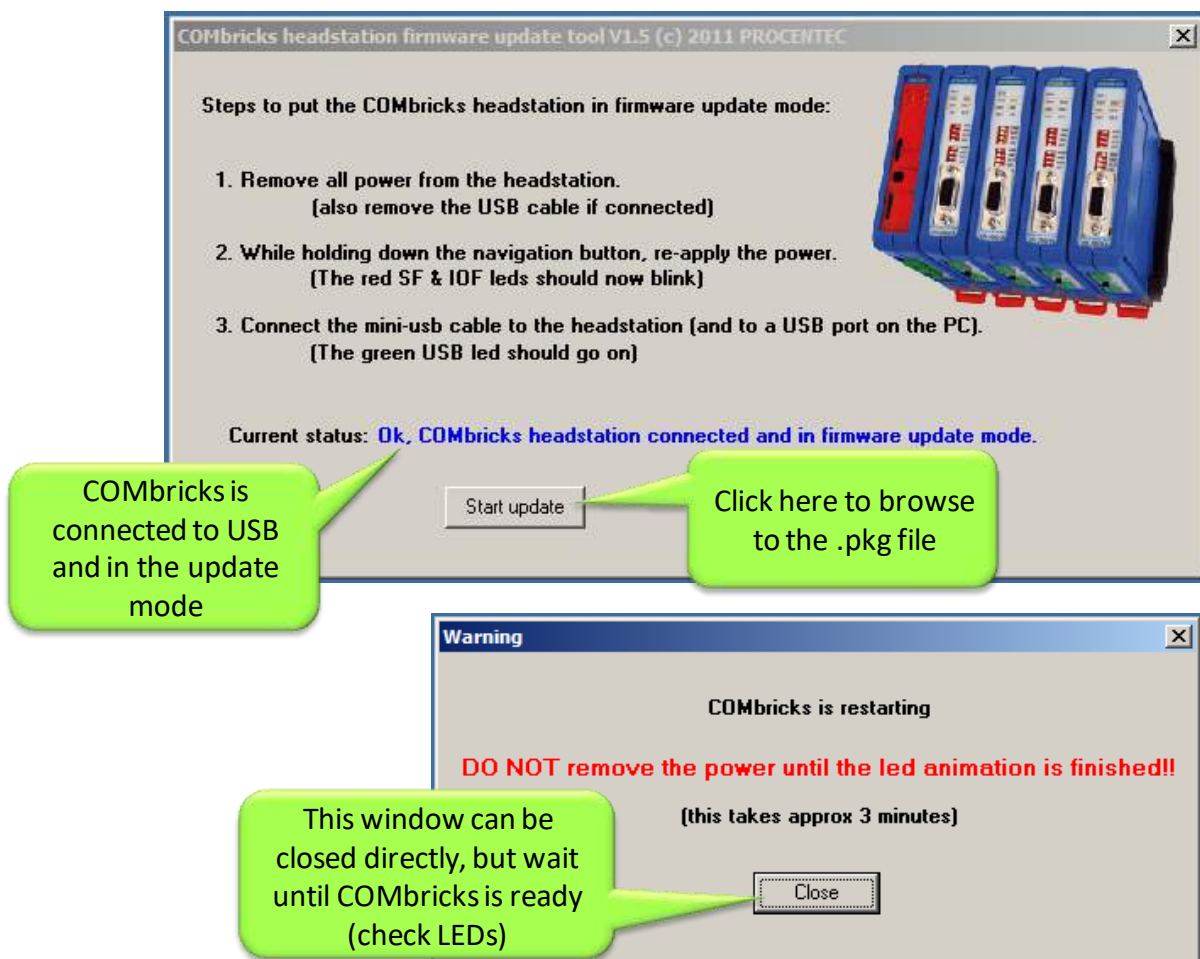 COMbricks headstation firmware update tool V1.5 (c) 2011 PROCENTEC
Steps to put the COMbricks headstation in firmware update mode:
1. Remove all power from the headstation.
(also remove the USB cable if connected)
2. While holding down the navigation button, re-apply the power.
(The red SF & IOF leds should now blink)
3. Connect the mini-usb cable to the headstation (and to a USB port on the PC).
(The green USB led should go on)
Current status: Ok, COMbricks headstation connected and in firmware update mode.
COMbricks is
connected to USB
and in the update
mode
Start update
Click here to browse
to the .pkg file
Warning
COMbricks is restarting
DO NOT remove the power until the led animation is finished!!
(this takes approx 3 minutes)
This window can be
closed directly, but wait
until COMbricks is ready
(check LEDs)
Close